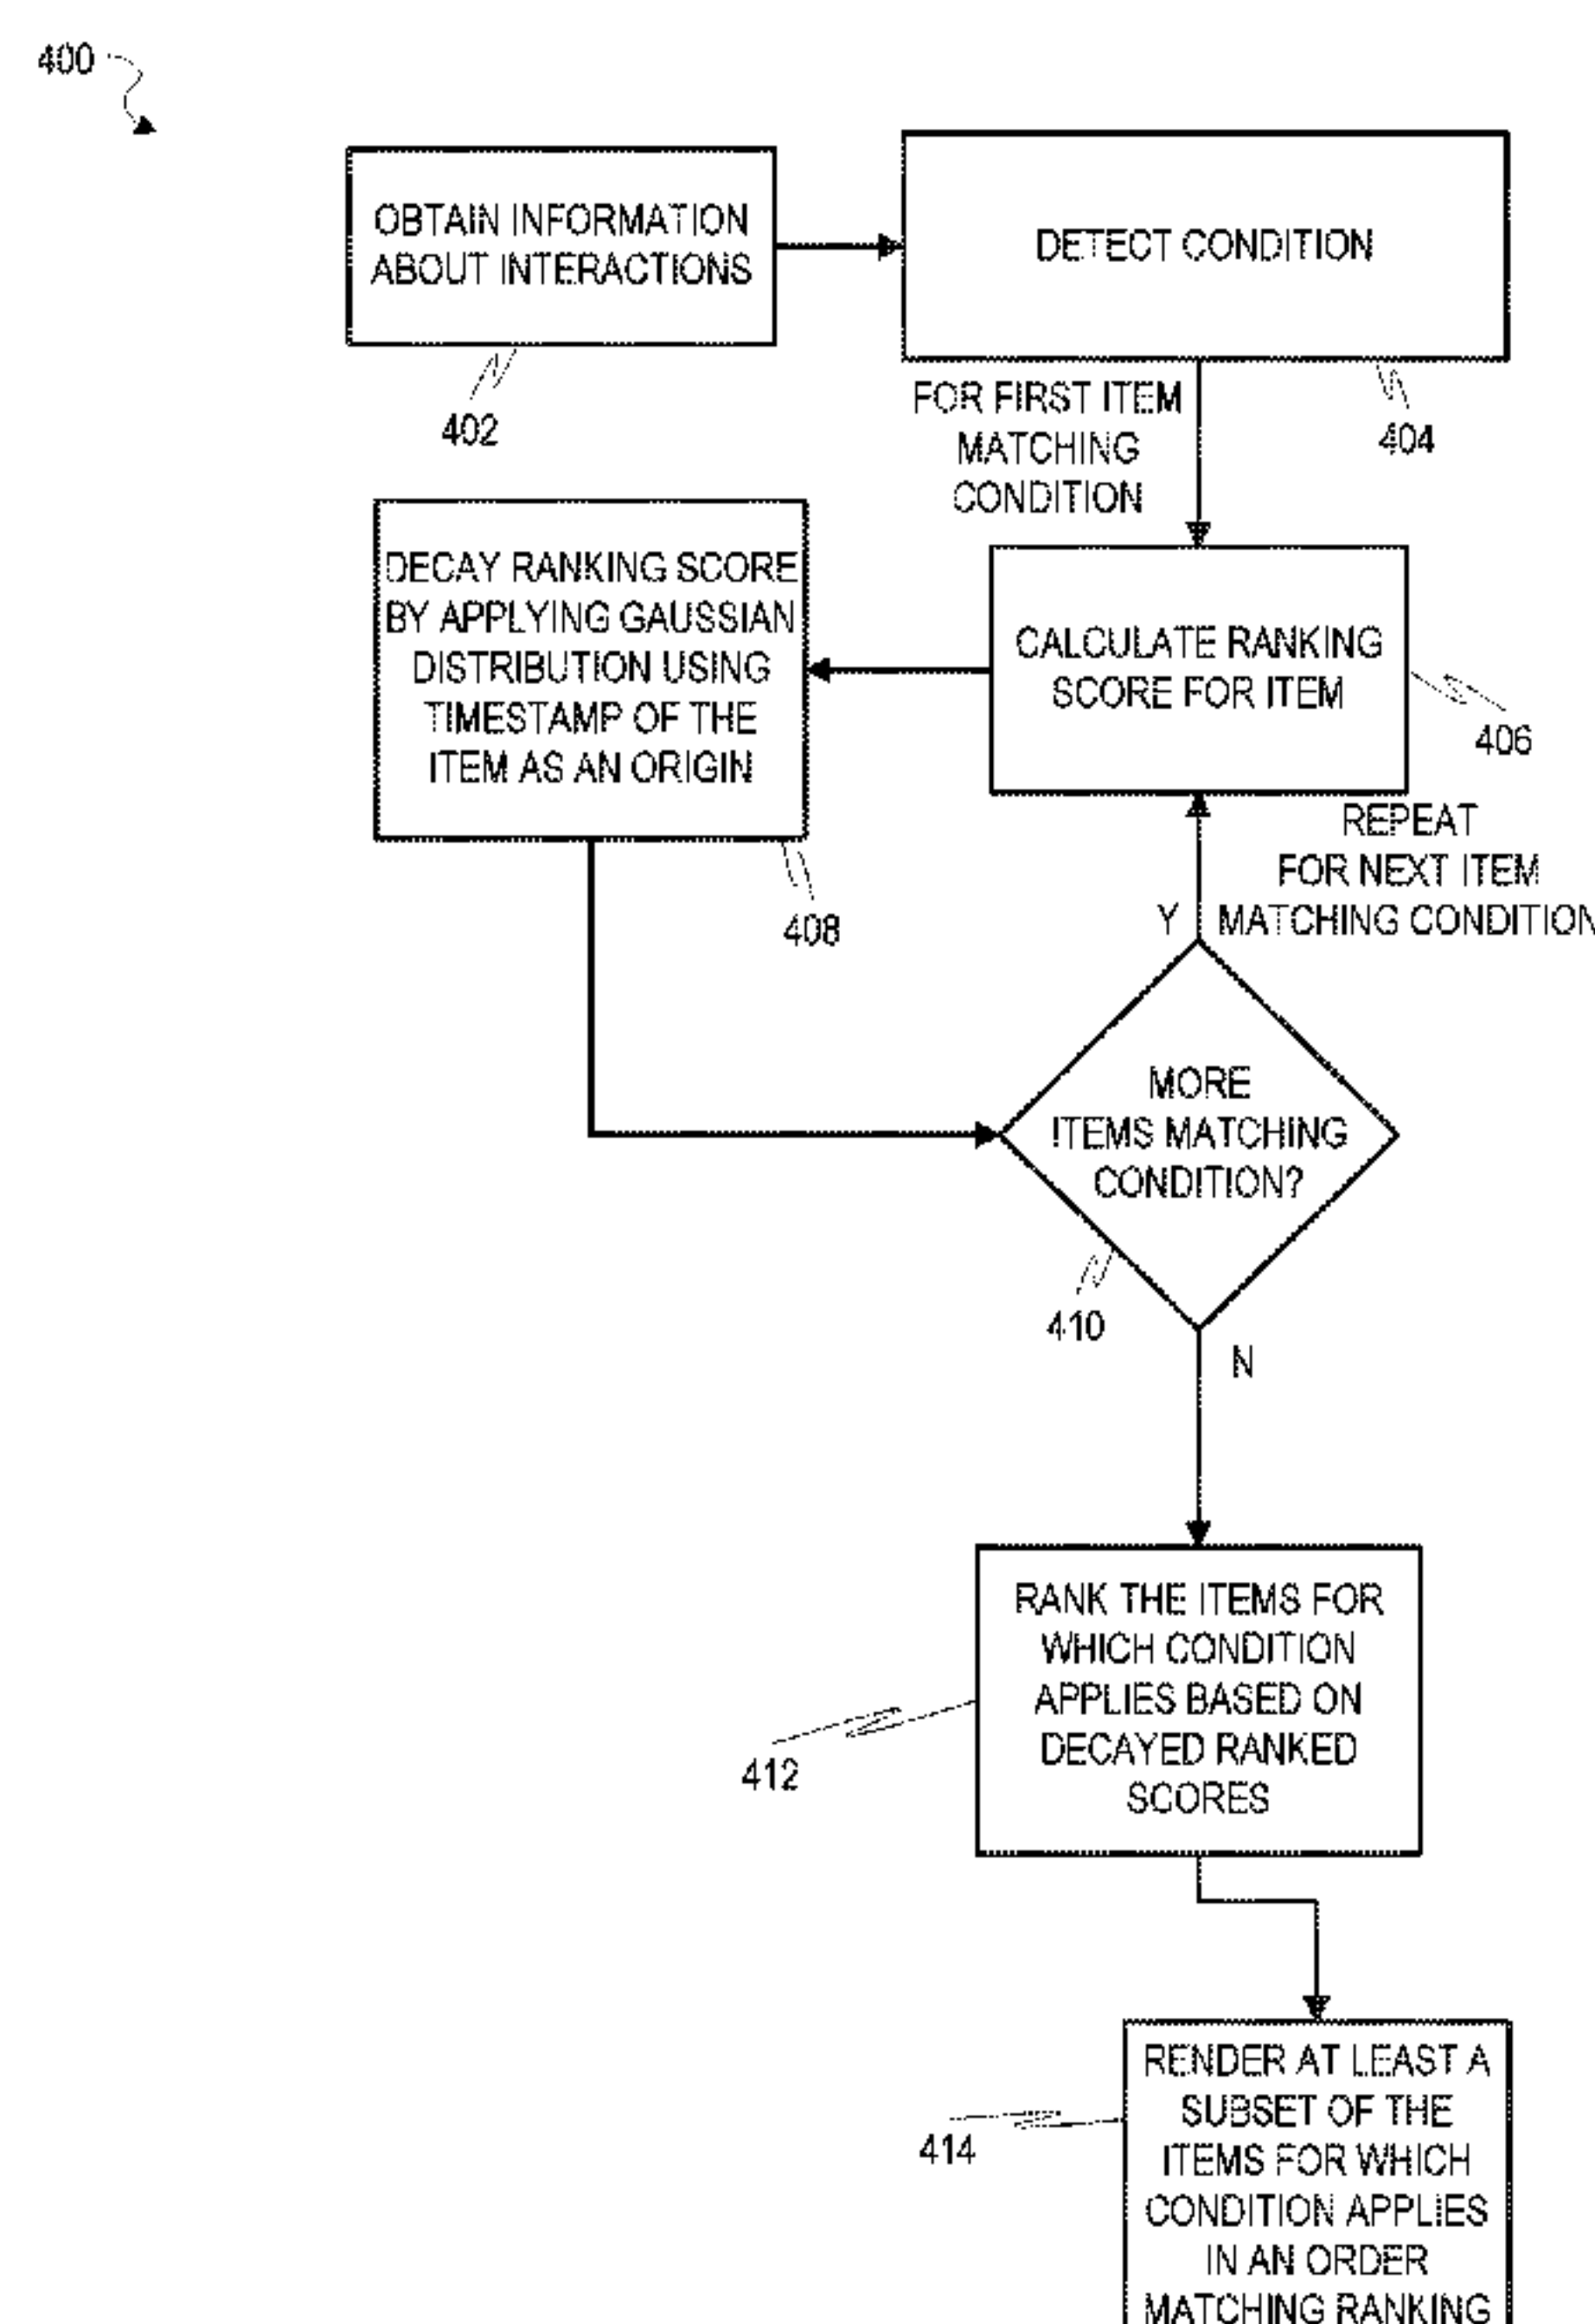 400
OBTAIN INFORMATION
ABOUT INTERACTIONS
402
DETECT CONDITION
404
FOR FIRST ITEM
MATCHING
CONDITION
CALCULATE RANKING
SCORE FOR ITEM
406
DECAY RANKING SCORE
BY APPLYING GAUSSIAN
DISTRIBUTION USING
TIMESTAMP OF THE
ITEM AS AN ORIGIN
408
REPEAT
FOR NEXT ITEM
MATCHING CONDITION
Y
MORE
ITEMS MATCHING
CONDITION?
410
N
RANK THE ITEMS FOR
WHICH CONDITION
APPLIES BASED ON
DECAYED RANKED
SCORES
412
RENDER AT LEAST A
SUBSET OF THE
ITEMS FOR WHICH
CONDITION APPLIES
IN AN ORDER
MATCHING RANKING
414